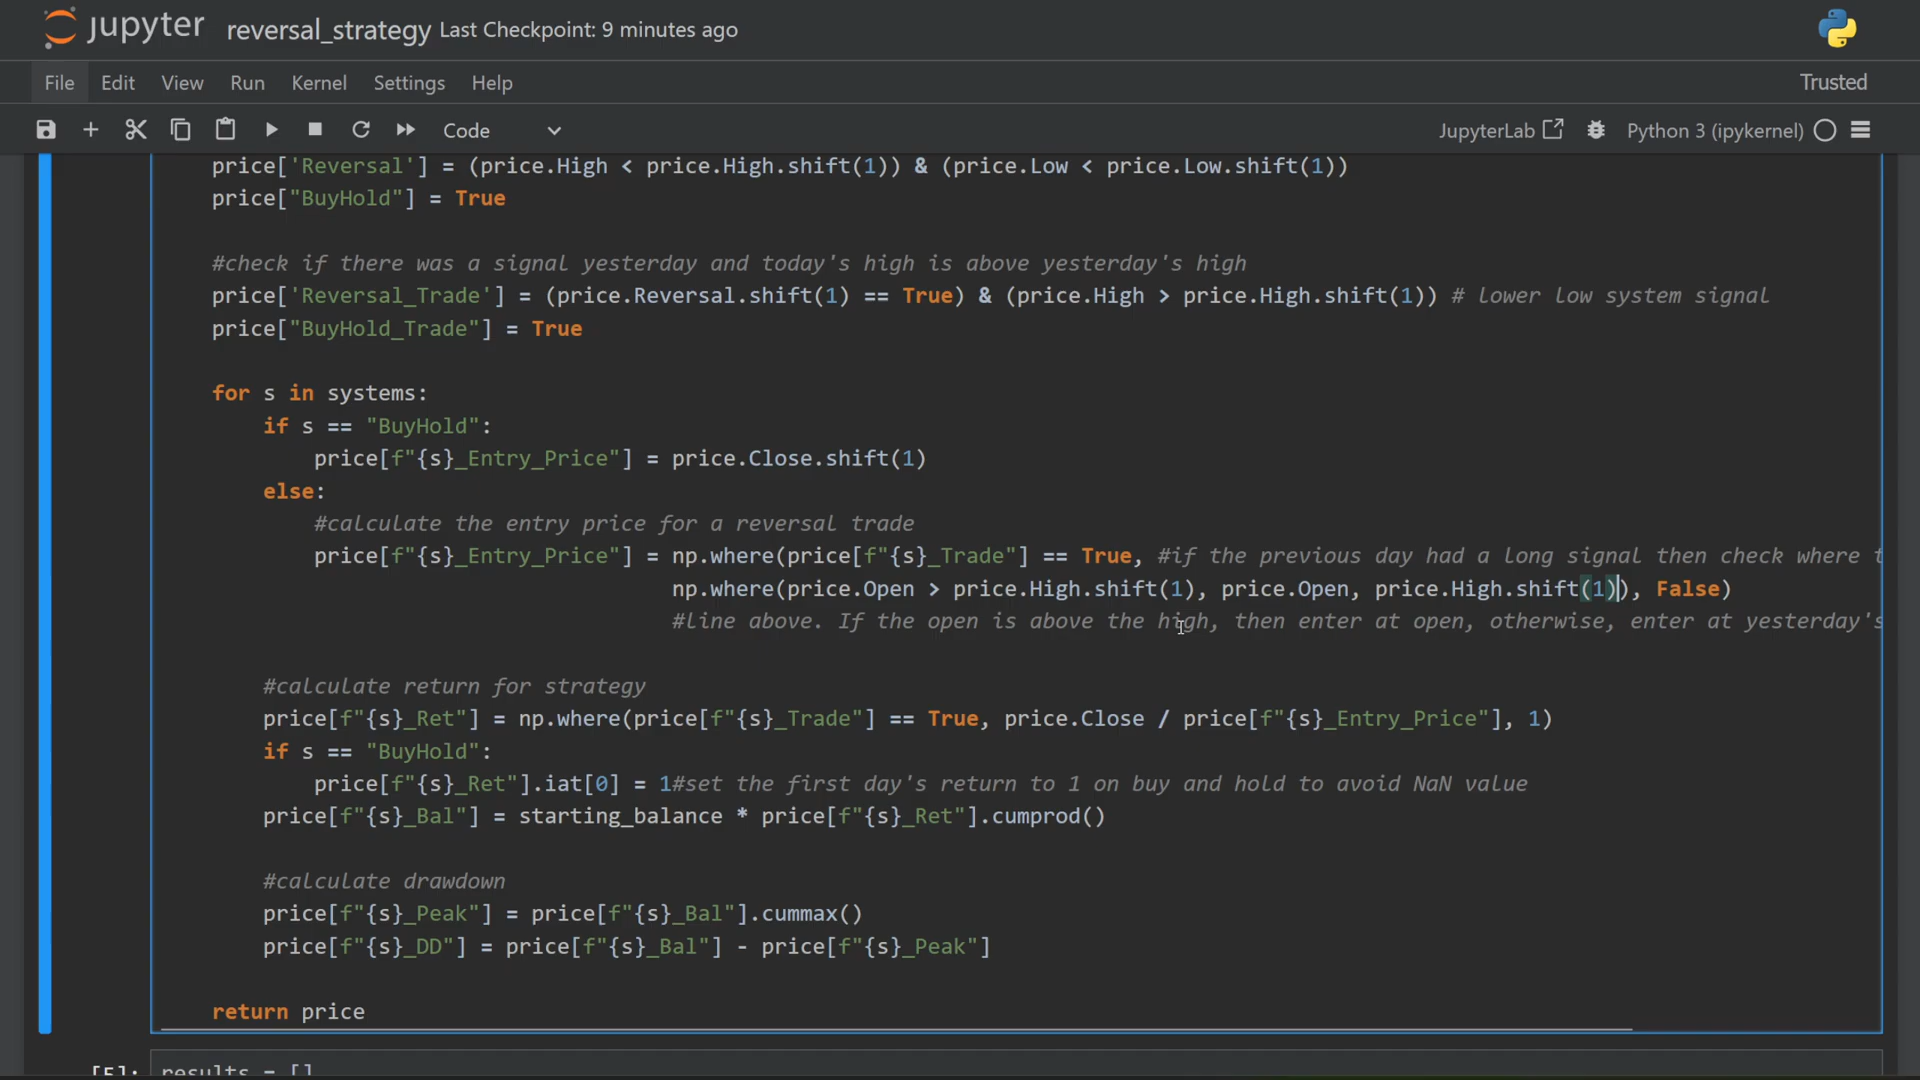 jupyter reversal_strategy Last Checkpoint: 9 minutes ago
File Edit View Run Kernel Settings Help Trusted
Code JupyterLab Python 3 (ipykernel)
price['Reversal'] = (price.High < price.High.shift(1)) & (price.Low < price.Low.shift(1))
price["BuyHold"] = True
#check if there was a signal yesterday and today's high is above yesterday's high
price['Reversal_Trade'] = (price.Reversal.shift(1) == True) & (price.High > price.High.shift(1)) # lower low system signal
price["BuyHold_Trade"] = True
for s in systems:
if s == "BuyHold":
price[f"{s}_Entry_Price"] = price.Close.shift(1)
else:
#calculate the entry price for a reversal trade
price[f"{s}_Entry_Price"] = np.where(price[f"{s}_Trade"] == True, #if the previous day had a long signal then check where
np.where(price.Open > price.High.shift(1), price.Open, price.High.shift(1)), False)
#line above. If the open is above the high, then enter at open, otherwise, enter at yesterday's
#calculate return for strategy
price[f"{s}_Ret"] = np.where(price[f"{s}_Trade"] == True, price.Close / price[f"{s}_Entry_Price"], 1)
if s == "BuyHold":
price[f"{s}_Ret"].iat[0] = 1#set the first day's return to 1 on buy and hold to avoid NaN value
price[f"{s}_Bal"] = starting_balance * price[f"{s}_Ret"].cumprod()
#calculate drawdown
price[f"{s}_Peak"] = price[f"{s}_Bal"].cummax()
price[f"{s}_DD"] = price[f"{s}_Bal"] - price[f"{s}_Peak"]
return price
[5]: results = []